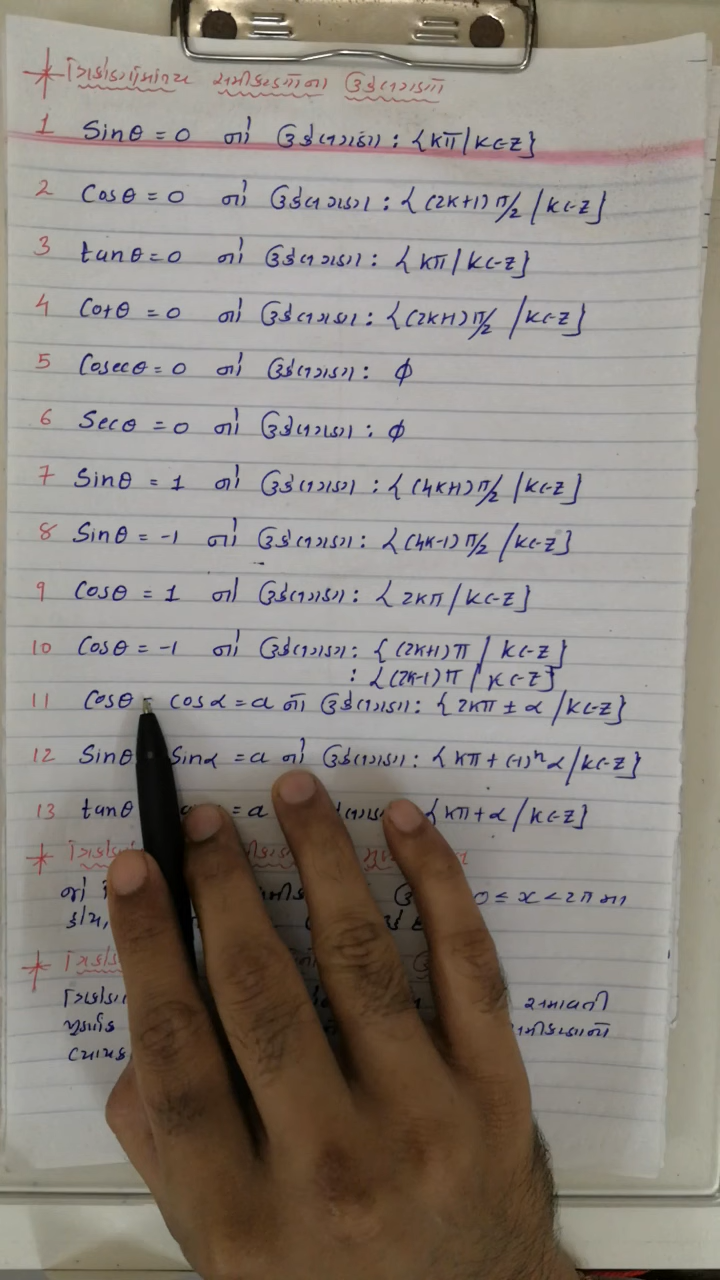 * ત્રિકોણમિતીય સમીકરણોના ઉકેલગણો
1 Sinθ = 0 નો ઉકેલગણ : {kπ/k∈Z}
2 Cosθ = 0 નો ઉકેલગણ : {(2k+1)π/2 /k∈Z}
3 tanθ = 0 નો ઉકેલગણ : {kπ/k∈Z}
4 Cotθ = 0 નો ઉકેલગણ : {(2k+1)π/2 /k∈Z}
5 Cosecθ = 0 નો ઉકેલગણ : ϕ
6 Secθ = 0 નો ઉકેલગણ : ϕ
7 Sinθ = 1 નો ઉકેલગણ : {(4k+1)π/2 /k∈Z}
8 Sinθ = -1 નો ઉકેલગણ : {(4k-1)π/2 /k∈Z}
9 Cosθ = 1 નો ઉકેલગણ : {2kπ/k∈Z}
10 Cosθ = -1 નો ઉકેલગણ : {(2k+1)π / k∈Z}
: {(2k-1)π / k∈Z}
11 Cosθ = cosα = a નો ઉકેલગણ : {2kπ ± α /k∈Z}
12 Sinθ Sinα = a નો ઉકેલગણ : {kπ + (-1)ⁿ α/k∈Z}
13 tanθ = a {kπ+α /k∈Z}
*
જો 0 ≤ x < 2π માં
હોય,
*
સમાવતી